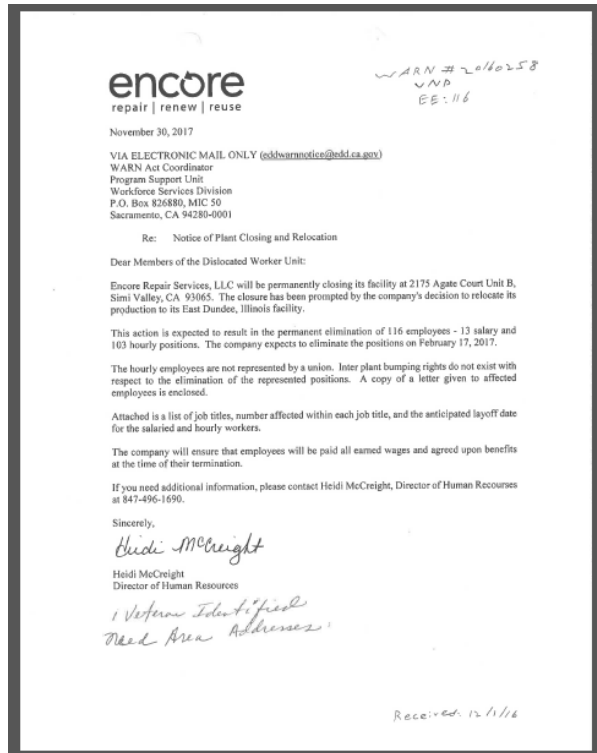 encore
repair | renew | reuse
WARN # 20160258
VNP
EE: 116
November 30, 2017
VIA ELECTRONIC MAIL ONLY (eddwarnnotice@edd.ca.gov)
WARN Act Coordinator
Program Support Unit
Workforce Services Division
P.O. Box 826880, MIC 50
Sacramento, CA 94280-0001
Re: Notice of Plant Closing and Relocation
Dear Members of the Dislocated Worker Unit:
Encore Repair Services, LLC will be permanently closing its facility at 2175 Agate Court Unit B,
Simi Valley, CA 93065. The closure has been prompted by the company's decision to relocate its
production to its East Dundee, Illinois facility.
This action is expected to result in the permanent elimination of 116 employees - 13 salary and
103 hourly positions. The company expects to eliminate the positions on February 17, 2017.
The hourly employees are not represented by a union. Inter plant bumping rights do not exist with
respect to the elimination of the represented positions. A copy of a letter given to affected
employees is enclosed.
Attached is a list of job titles, number affected within each job title, and the anticipated layoff date
for the salaried and hourly workers.
The company will ensure that employees will be paid all earned wages and agreed upon benefits
at the time of their termination.
If you need additional information, please contact Heidi McCreight, Director of Human Recourses
at 847-496-1690.
Sincerely,
Heidi McCreight
Heidi McCreight
Director of Human Resources
1 Veteran Identified
Need Area Addresses.
Received: 12/1/16